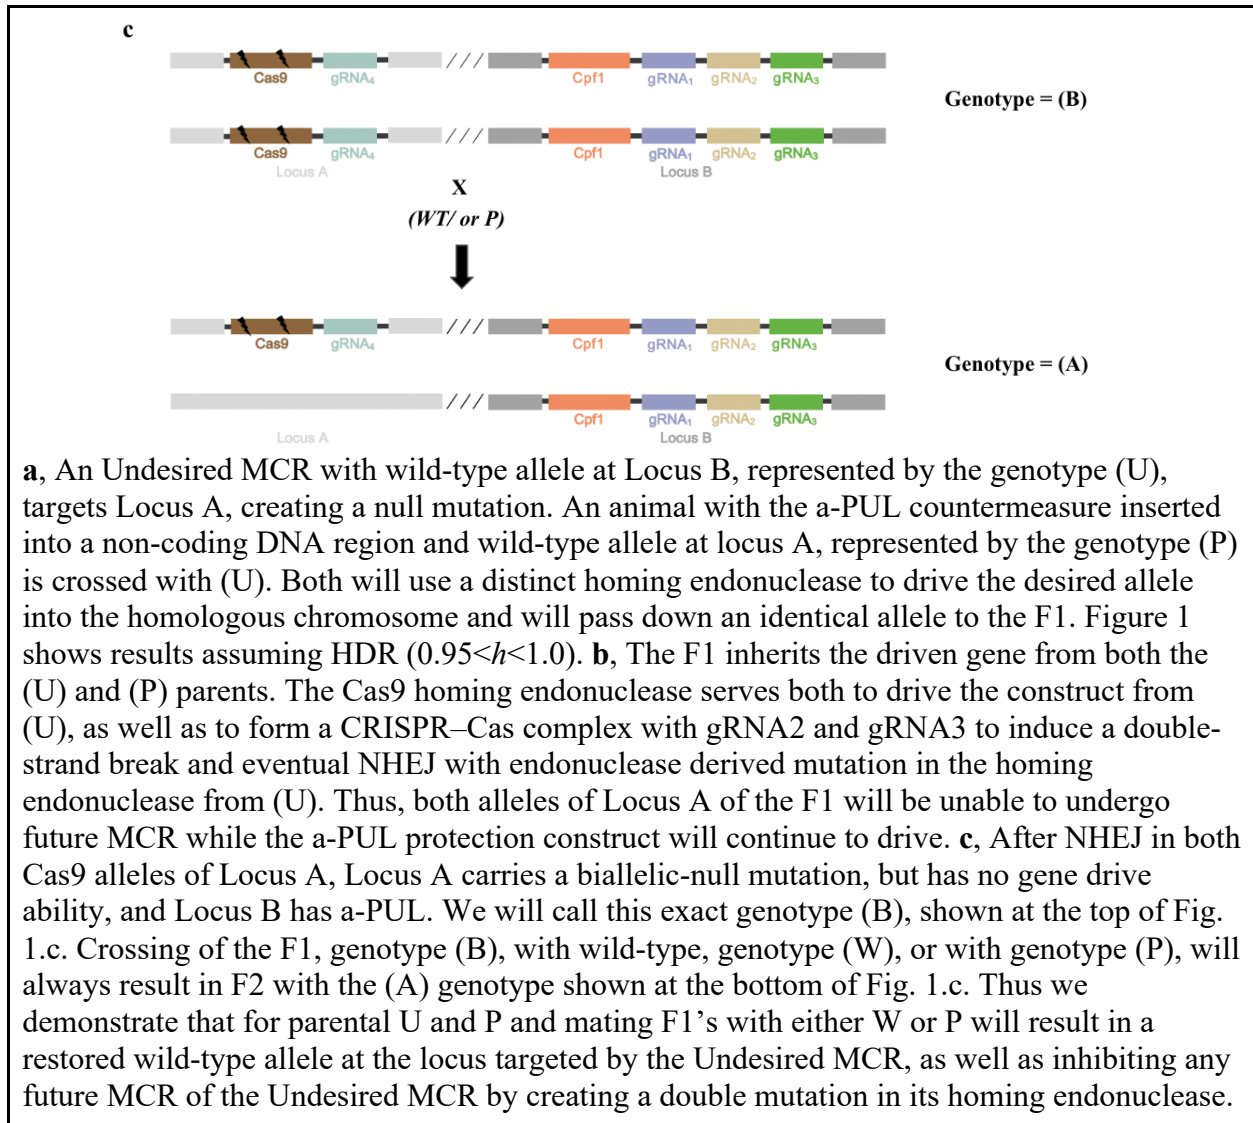 c
Cas9 gRNA₄ Cpf1 gRNA₁ gRNA₂ gRNA₃
Genotype = (B)
Cas9 gRNA₄ Cpf1 gRNA₁ gRNA₂ gRNA₃
Locus A Locus B
X
(WT/ or P)
Cas9 gRNA₄ Cpf1 gRNA₁ gRNA₂ gRNA₃
Genotype = (A)
Cpf1 gRNA₁ gRNA₂ gRNA₃
Locus A Locus B
a, An Undesired MCR with wild-type allele at Locus B, represented by the genotype (U),
targets Locus A, creating a null mutation. An animal with the a-PUL countermeasure inserted
into a non-coding DNA region and wild-type allele at locus A, represented by the genotype (P)
is crossed with (U). Both will use a distinct homing endonuclease to drive the desired allele
into the homologous chromosome and will pass down an identical allele to the F1. Figure 1
shows results assuming HDR (0.95<h<1.0). b, The F1 inherits the driven gene from both the
(U) and (P) parents. The Cas9 homing endonuclease serves both to drive the construct from
(U), as well as to form a CRISPR–Cas complex with gRNA2 and gRNA3 to induce a double-
strand break and eventual NHEJ with endonuclease derived mutation in the homing
endonuclease from (U). Thus, both alleles of Locus A of the F1 will be unable to undergo
future MCR while the a-PUL protection construct will continue to drive. c, After NHEJ in both
Cas9 alleles of Locus A, Locus A carries a biallelic-null mutation, but has no gene drive
ability, and Locus B has a-PUL. We will call this exact genotype (B), shown at the top of Fig.
1.c. Crossing of the F1, genotype (B), with wild-type, genotype (W), or with genotype (P), will
always result in F2 with the (A) genotype shown at the bottom of Fig. 1.c. Thus we
demonstrate that for parental U and P and mating F1's with either W or P will result in a
restored wild-type allele at the locus targeted by the Undesired MCR, as well as inhibiting any
future MCR of the Undesired MCR by creating a double mutation in its homing endonuclease.